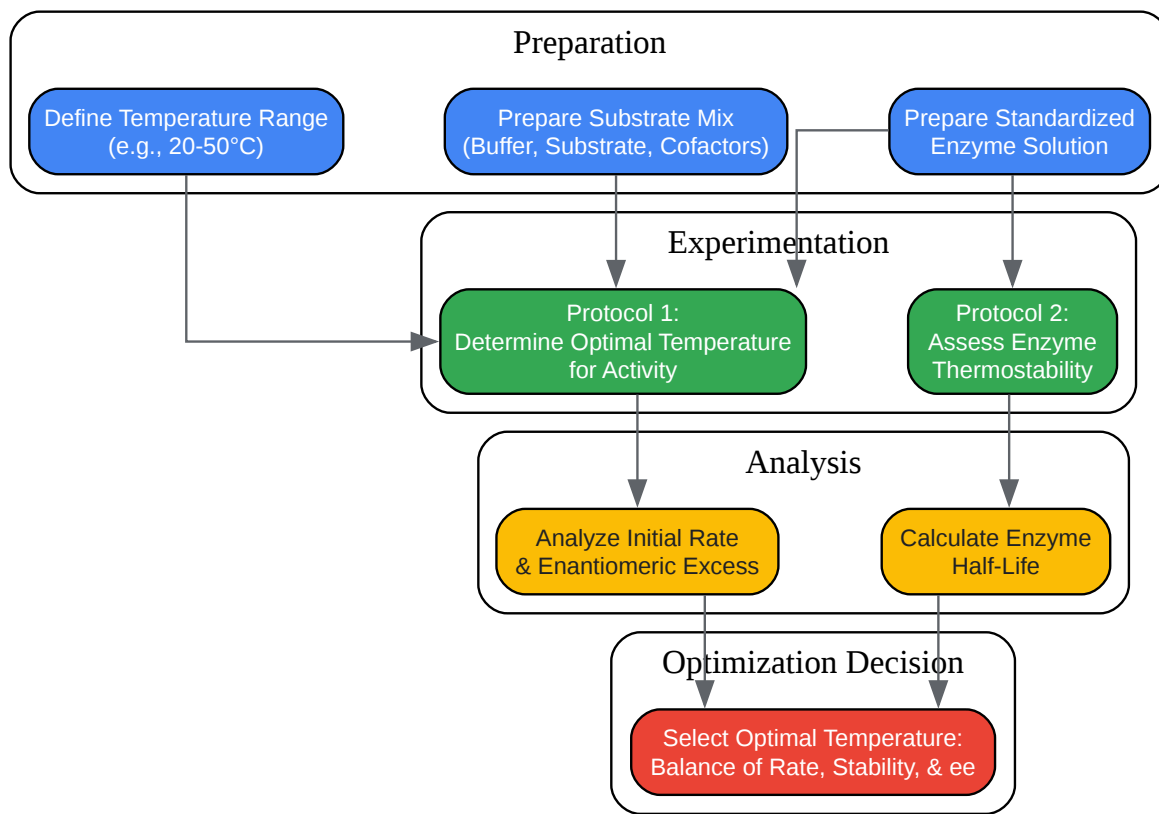 Preparation
Define Temperature Range
(e.g., 20-50°C)
Prepare Substrate Mix
(Buffer, Substrate, Cofactors)
Prepare Standardized
Enzyme Solution
Experimentation
Protocol 1:
Determine Optimal Temperature
for Activity
Protocol 2:
Assess Enzyme
Thermostability
Analysis
Analyze Initial Rate
& Enantiomeric Excess
Calculate Enzyme
Half-Life
Optimization Decision
Select Optimal Temperature:
Balance of Rate, Stability, & ee